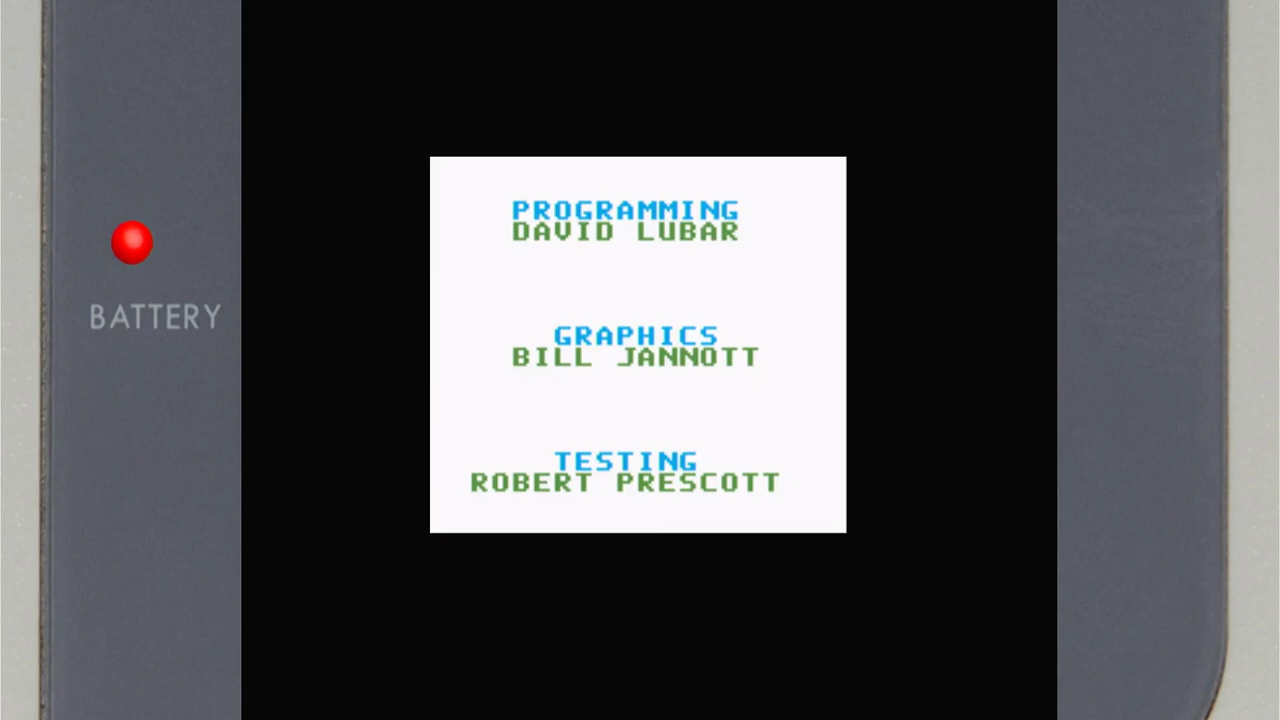 PROGRAMMING
DAVID LUBAR
BATTERY
GRAPHICS
BILL JANNOTT
TESTING
ROBERT PRESCOTT